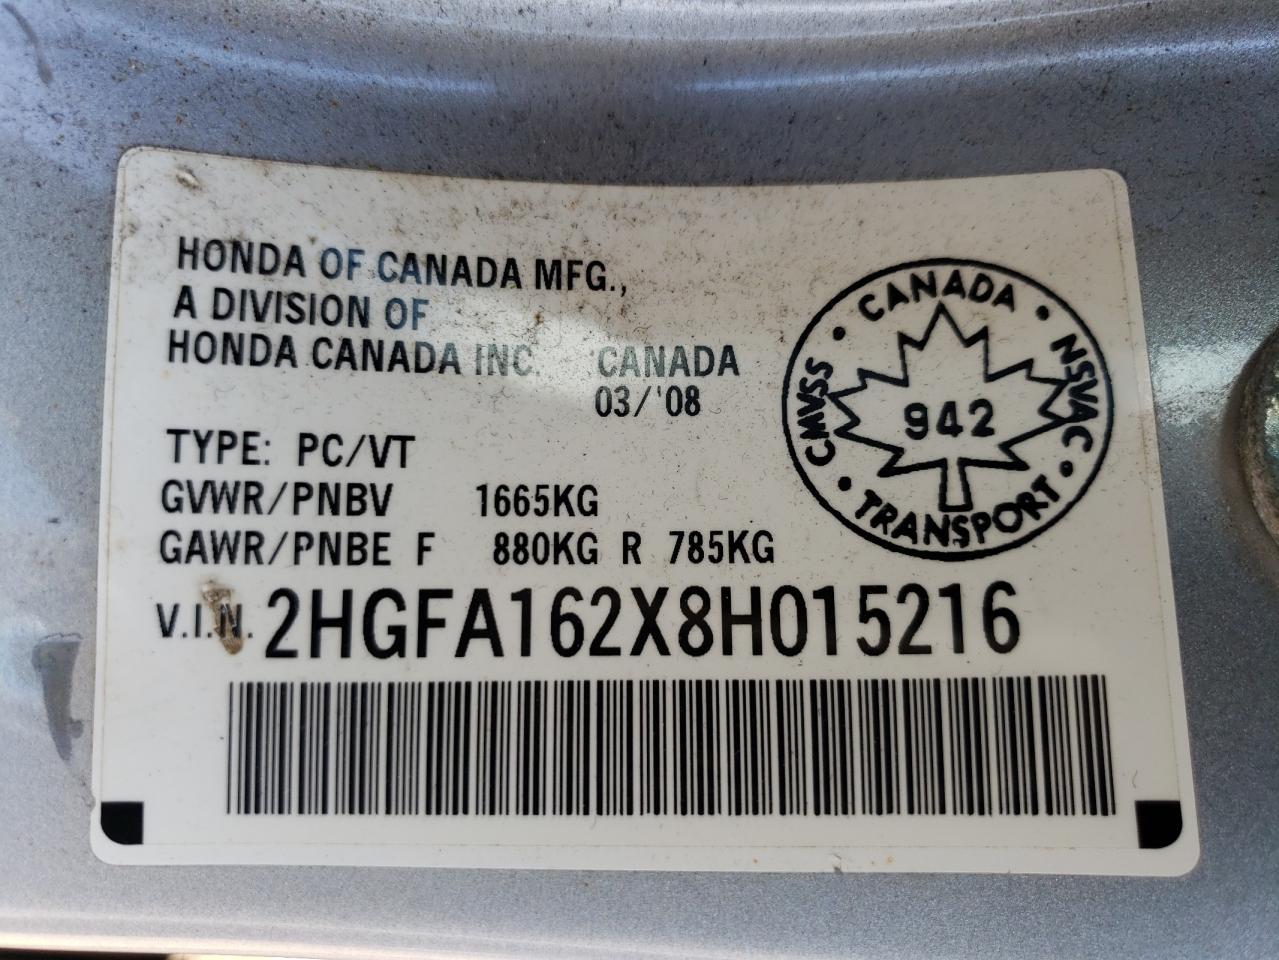 HONDA OF CANADA MFG.,
A DIVISION OF
HONDA CANADA INC. CANADA
03/'08
TYPE: PC/VT
GVWR/PNBV 1665KG
GAWR/PNBE F 880KG R 785KG
V.I.N. 2HGFA162X8H015216
CANADA
NSVAC
TRANSPORT
CMVSS
942